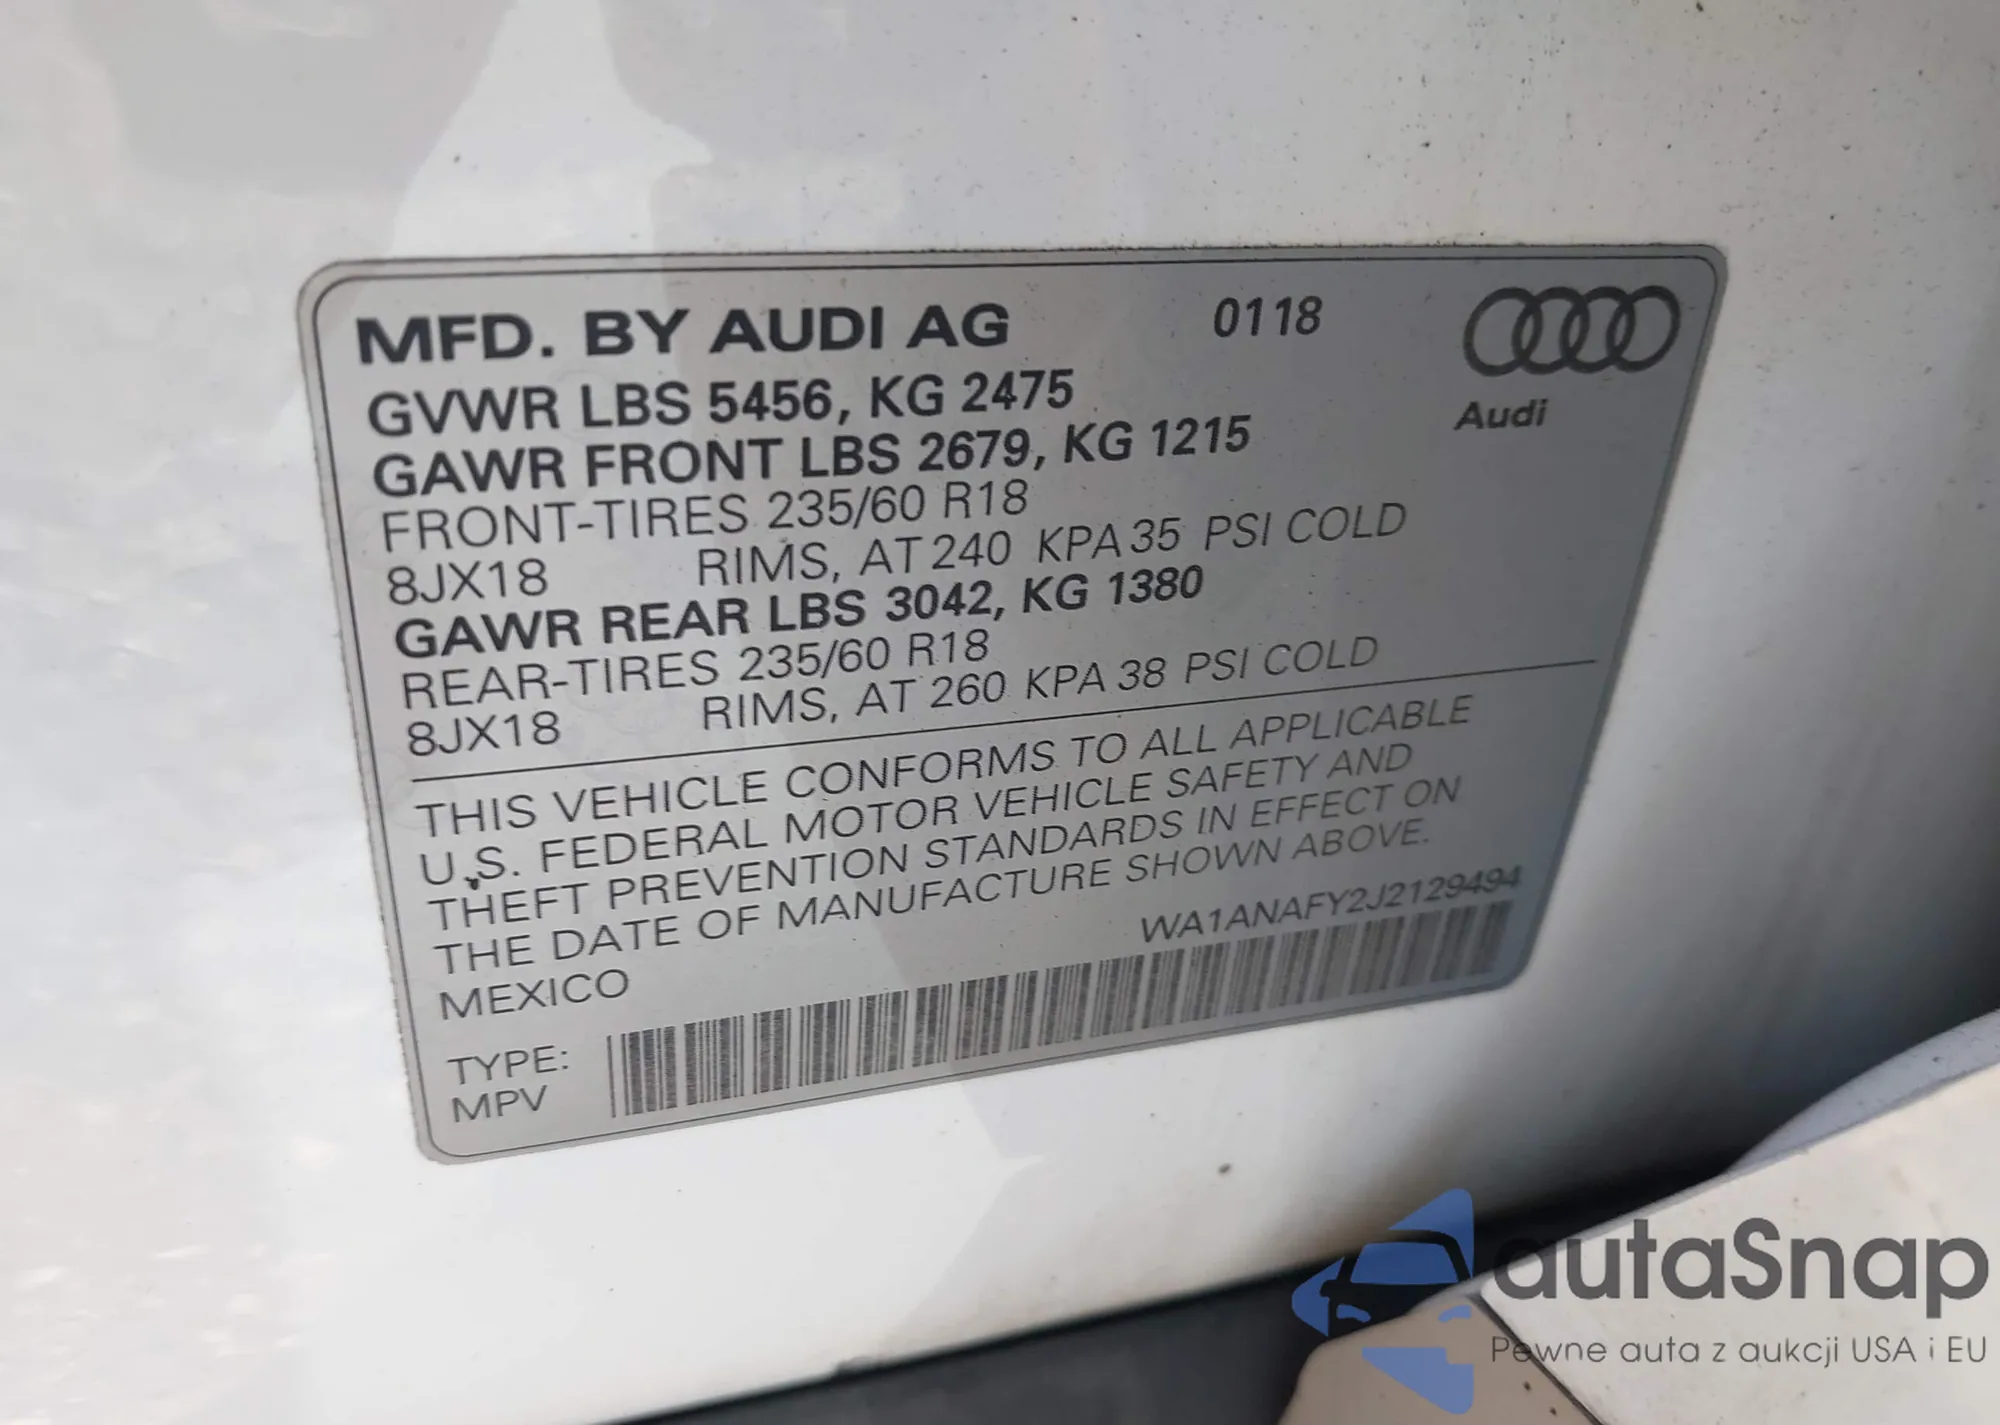 MFD. BY AUDI AG 0118
Audi
GVWR LBS 5456, KG 2475
GAWR FRONT LBS 2679, KG 1215
FRONT-TIRES 235/60 R18
8JX18 RIMS, AT 240 KPA 35 PSI COLD
GAWR REAR LBS 3042, KG 1380
REAR-TIRES 235/60 R18
8JX18 RIMS, AT 260 KPA 38 PSI COLD
THIS VEHICLE CONFORMS TO ALL APPLICABLE
U.S. FEDERAL MOTOR VEHICLE SAFETY AND
THEFT PREVENTION STANDARDS IN EFFECT ON
THE DATE OF MANUFACTURE SHOWN ABOVE.
MEXICO WA1ANAFY2J2129494
TYPE:
MPV
autaSnap
Pewne auta z aukcji USA i EU